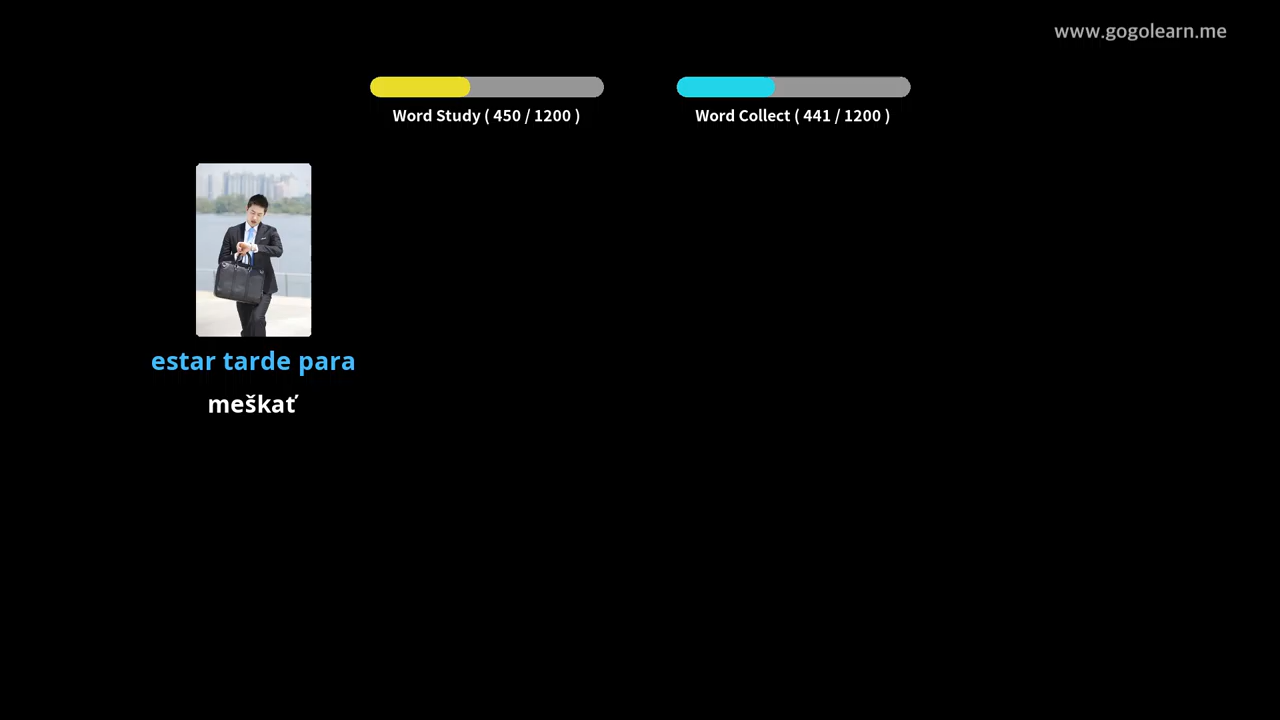 www.gogolearn.me
Word Study ( 450 / 1200 )
Word Collect ( 441 / 1200 )
estar tarde para
meškať